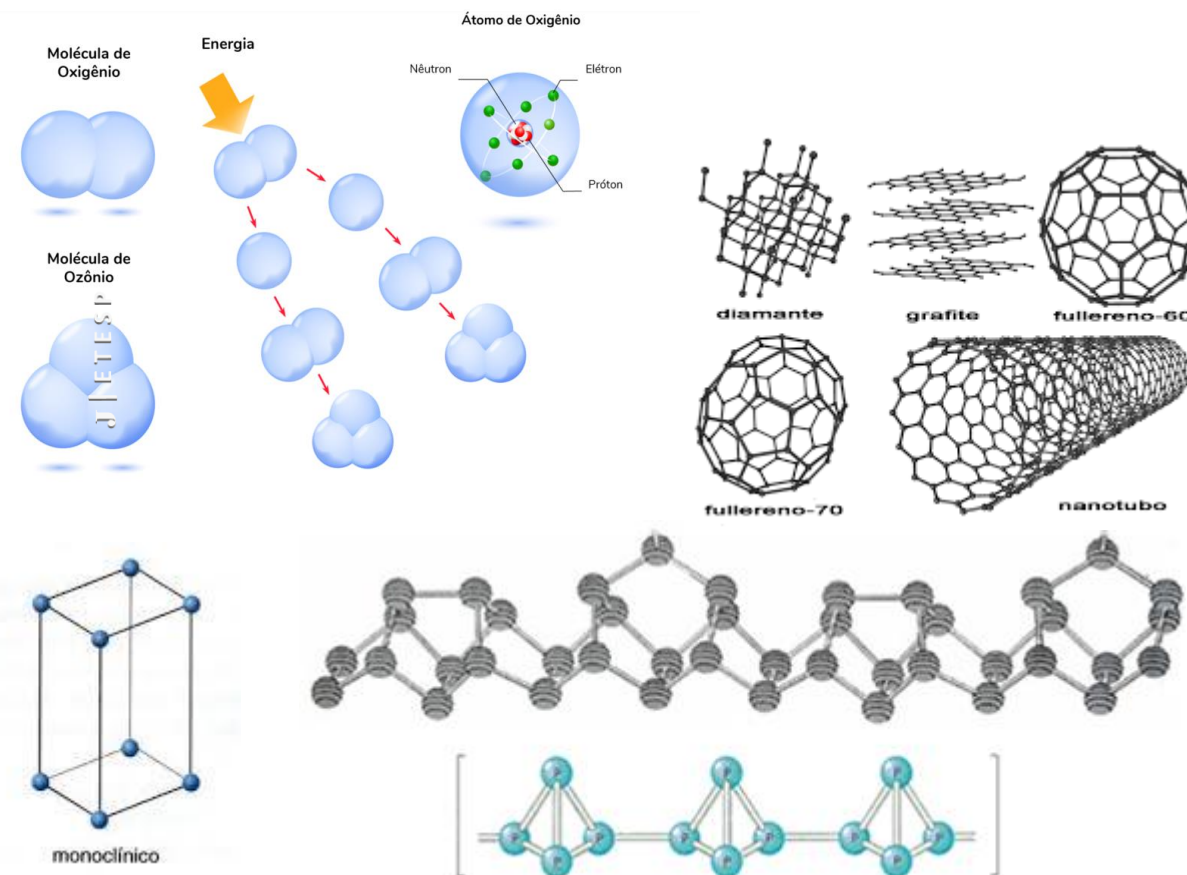 Molécula de
Oxigênio
Energia
Átomo de Oxigênio
Nêutron
Elétron
Próton
Molécula de
Ozônio
JNETESP
diamante
grafite
fullereno-60
fullereno-70
nanotubo
monoclínico
P
P
P
P
P
P
P
P
P
P
P
P